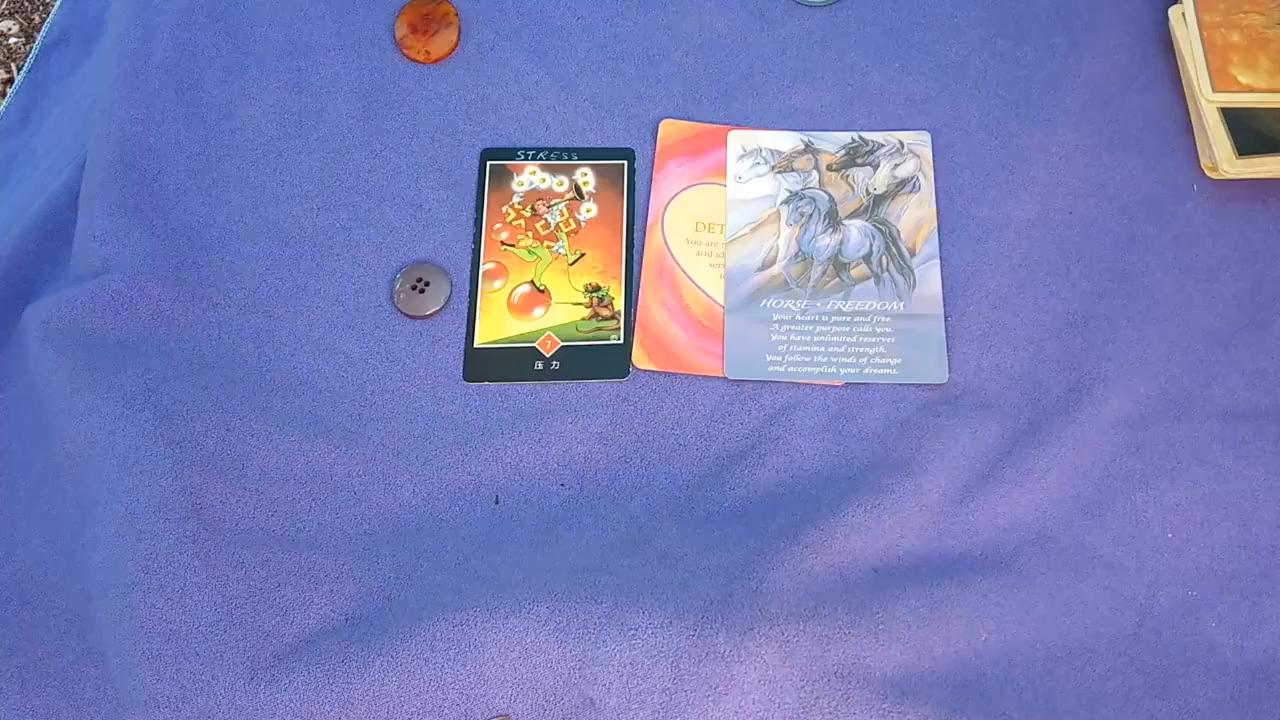 STRESS
7
压力
DET
You are
and id
serv
HORSE • FREEDOM
Your heart is pure and free.
A greater purpose calls you.
You have unlimited reserves
of stamina and strength.
You follow the winds of change
and accomplish your dreams.